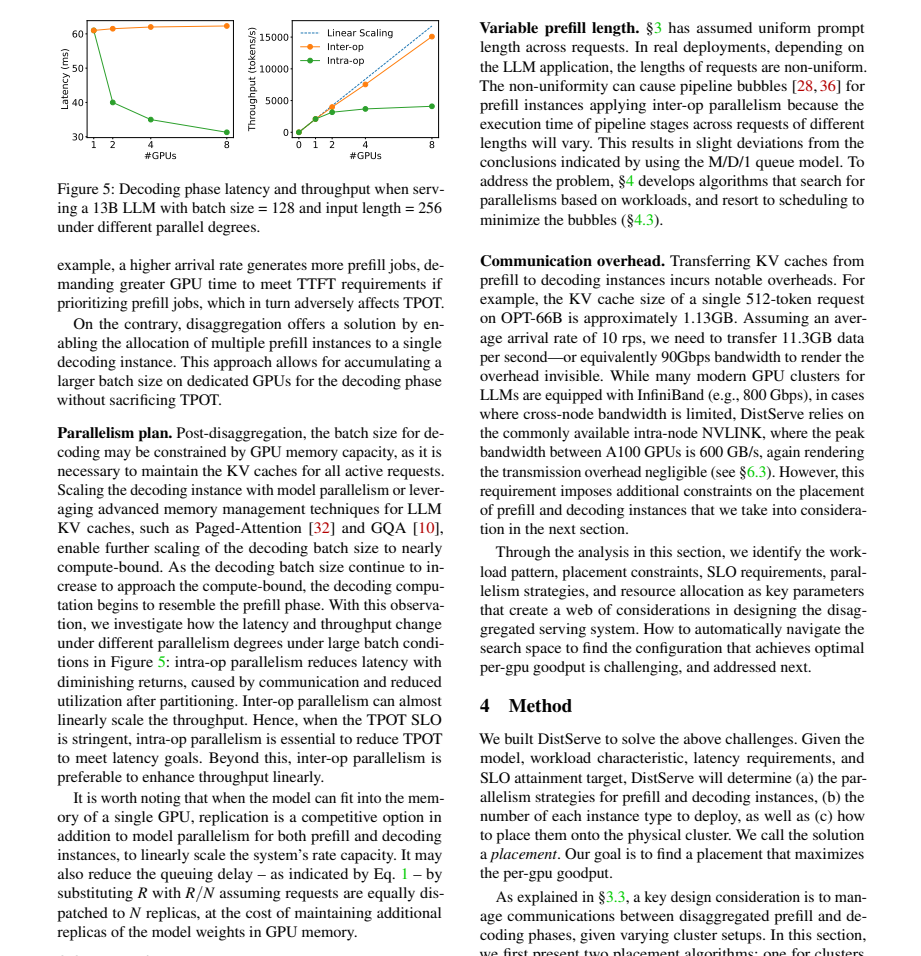 60
50
40
30
Latency (ms)
1 2 4 8
#GPUs
15000
10000
5000
0
Throughput (tokens/s)
Linear Scaling
Inter-op
Intra-op
0 1 2 4 8
#GPUs
Figure 5: Decoding phase latency and throughput when serv-
ing a 13B LLM with batch size = 128 and input length = 256
under different parallel degrees.
example, a higher arrival rate generates more prefill jobs, de-
manding greater GPU time to meet TTFT requirements if
prioritizing prefill jobs, which in turn adversely affects TPOT.
On the contrary, disaggregation offers a solution by en-
abling the allocation of multiple prefill instances to a single
decoding instance. This approach allows for accumulating a
larger batch size on dedicated GPUs for the decoding phase
without sacrificing TPOT.
Parallelism plan. Post-disaggregation, the batch size for de-
coding may be constrained by GPU memory capacity, as it is
necessary to maintain the KV caches for all active requests.
Scaling the decoding instance with model parallelism or lever-
aging advanced memory management techniques for LLM
KV caches, such as Paged-Attention [32] and GQA [10],
enable further scaling of the decoding batch size to nearly
compute-bound. As the decoding batch size continue to in-
crease to approach the compute-bound, the decoding compu-
tation begins to resemble the prefill phase. With this observa-
tion, we investigate how the latency and throughput change
under different parallelism degrees under large batch condi-
tions in Figure 5: intra-op parallelism reduces latency with
diminishing returns, caused by communication and reduced
utilization after partitioning. Inter-op parallelism can almost
linearly scale the throughput. Hence, when the TPOT SLO
is stringent, intra-op parallelism is essential to reduce TPOT
to meet latency goals. Beyond this, inter-op parallelism is
preferable to enhance throughput linearly.
It is worth noting that when the model can fit into the mem-
ory of a single GPU, replication is a competitive option in
addition to model parallelism for both prefill and decoding
instances, to linearly scale the system's rate capacity. It may
also reduce the queuing delay – as indicated by Eq. 1 – by
substituting R with R/N assuming requests are equally dis-
patched to N replicas, at the cost of maintaining additional
replicas of the model weights in GPU memory.
Variable prefill length. §3 has assumed uniform prompt
length across requests. In real deployments, depending on
the LLM application, the lengths of requests are non-uniform.
The non-uniformity can cause pipeline bubbles [28,36] for
prefill instances applying inter-op parallelism because the
execution time of pipeline stages across requests of different
lengths will vary. This results in slight deviations from the
conclusions indicated by using the M/D/1 queue model. To
address the problem, §4 develops algorithms that search for
parallelisms based on workloads, and resort to scheduling to
minimize the bubbles (§4.3).
Communication overhead. Transferring KV caches from
prefill to decoding instances incurs notable overheads. For
example, the KV cache size of a single 512-token request
on OPT-66B is approximately 1.13GB. Assuming an aver-
age arrival rate of 10 rps, we need to transfer 11.3GB data
per second—or equivalently 90Gbps bandwidth to render the
overhead invisible. While many modern GPU clusters for
LLMs are equipped with InfiniBand (e.g., 800 Gbps), in cases
where cross-node bandwidth is limited, DistServe relies on
the commonly available intra-node NVLINK, where the peak
bandwidth between A100 GPUs is 600 GB/s, again rendering
the transmission overhead negligible (see §6.3). However, this
requirement imposes additional constraints on the placement
of prefill and decoding instances that we take into considera-
tion in the next section.
Through the analysis in this section, we identify the work-
load pattern, placement constraints, SLO requirements, paral-
lelism strategies, and resource allocation as key parameters
that create a web of considerations in designing the disag-
gregated serving system. How to automatically navigate the
search space to find the configuration that achieves optimal
per-gpu goodput is challenging, and addressed next.
4 Method
We built DistServe to solve the above challenges. Given the
model, workload characteristic, latency requirements, and
SLO attainment target, DistServe will determine (a) the par-
allelism strategies for prefill and decoding instances, (b) the
number of each instance type to deploy, as well as (c) how
to place them onto the physical cluster. We call the solution
a placement. Our goal is to find a placement that maximizes
the per-gpu goodput.
As explained in §3.3, a key design consideration is to man-
age communications between disaggregated prefill and de-
coding phases, given varying cluster setups. In this section,
we first present two placement algorithms: one for clusters